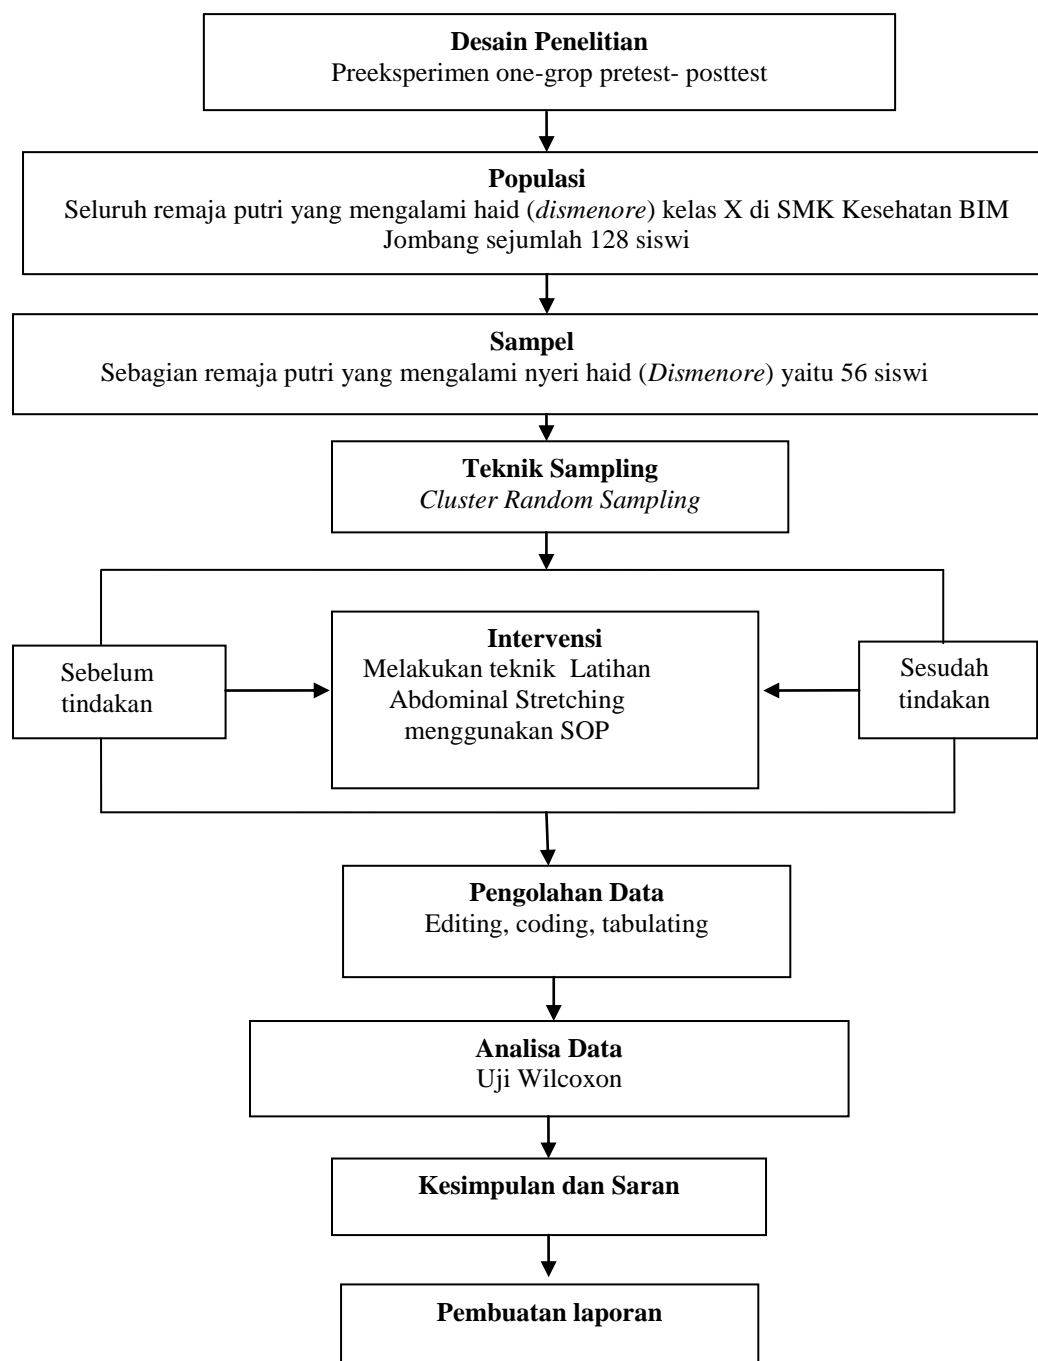 Desain Penelitian
Preeksperimen one-grop pretest- posttest
Populasi
Seluruh remaja putri yang mengalami haid (dismenore) kelas X di SMK Kesehatan BIM
Jombang sejumlah 128 siswi
Sampel
Sebagian remaja putri yang mengalami nyeri haid (Dismenore) yaitu 56 siswi
Teknik Sampling
Cluster Random Sampling
Sebelum
tindakan
Intervensi
Melakukan teknik Latihan
Abdominal Stretching
menggunakan SOP
Sesudah
tindakan
Pengolahan Data
Editing, coding, tabulating
Analisa Data
Uji Wilcoxon
Kesimpulan dan Saran
Pembuatan laporan